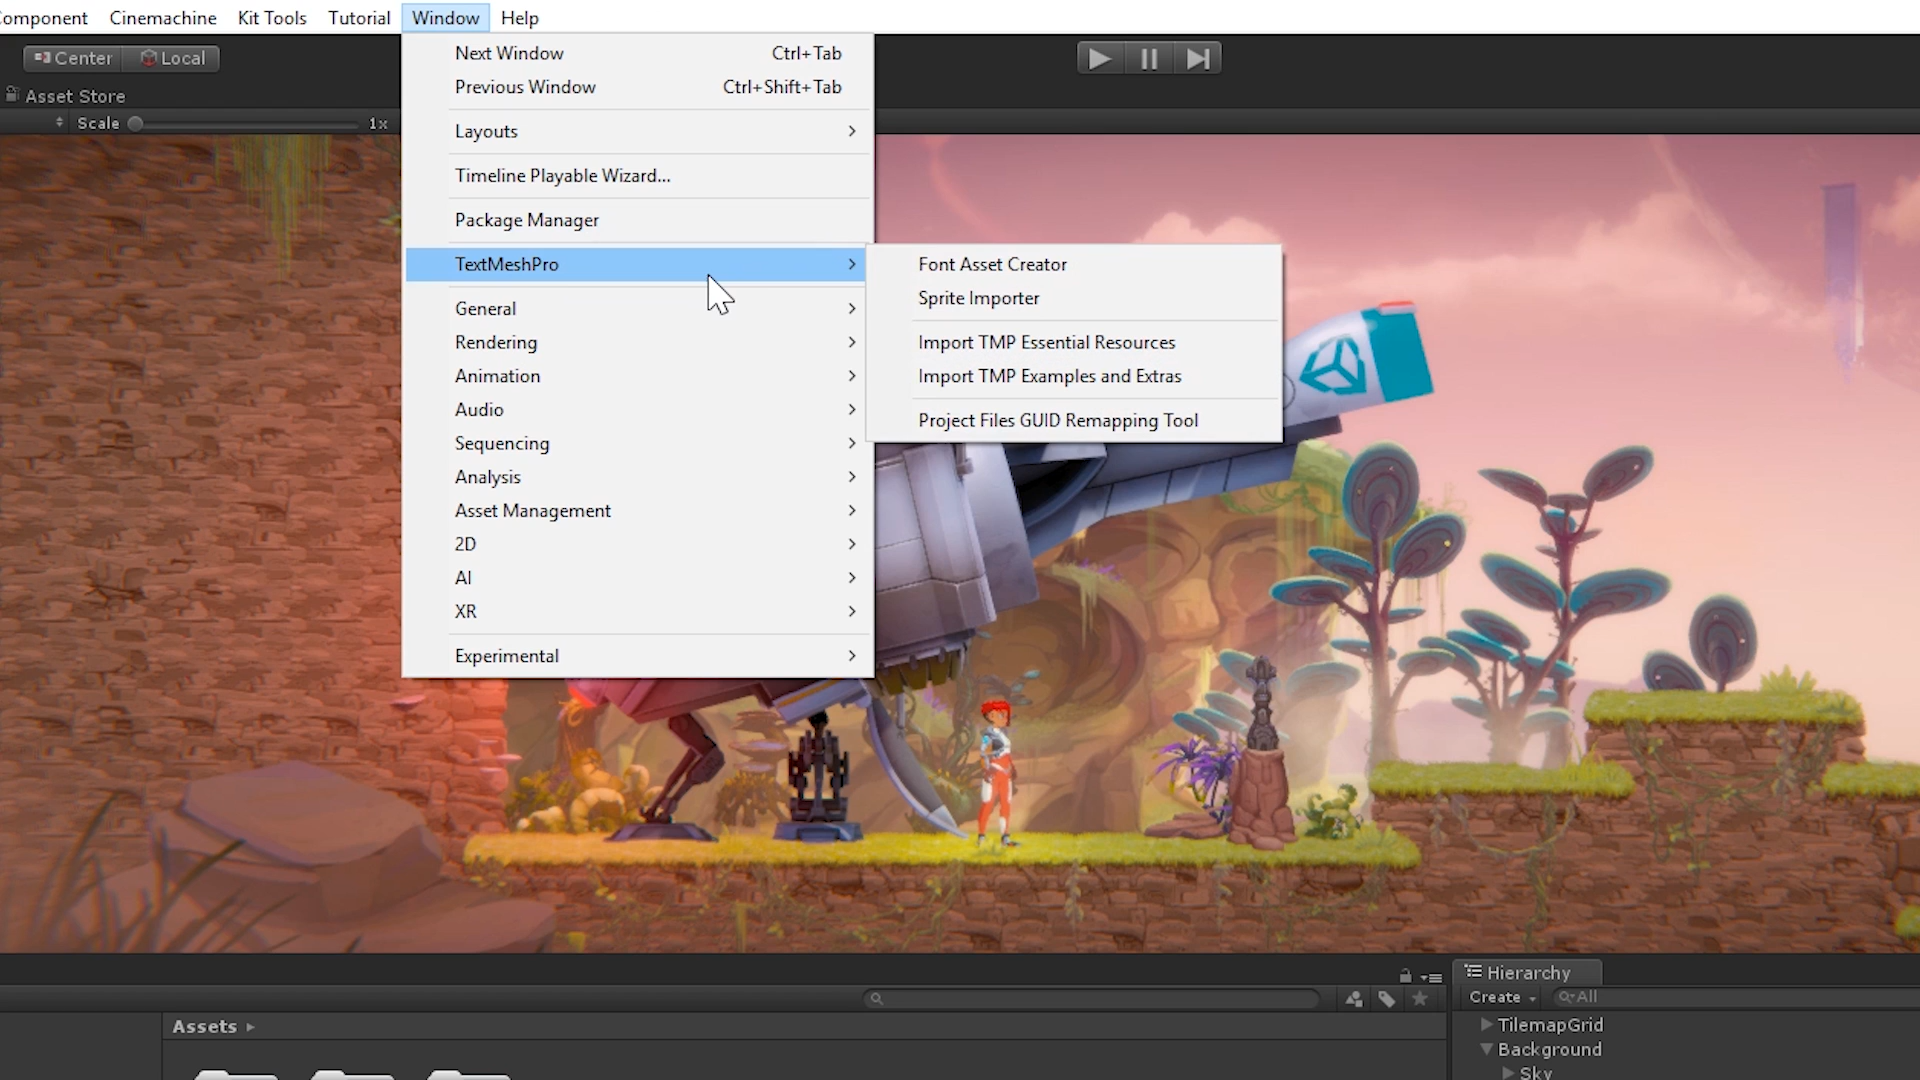 Component Cinemachine Kit Tools Tutorial Window Help
Center Local
Asset Store
Scale 1x
Next Window Ctrl+Tab
Previous Window Ctrl+Shift+Tab
Layouts
Timeline Playable Wizard...
Package Manager
TextMeshPro
General
Rendering
Animation
Audio
Sequencing
Analysis
Asset Management
2D
AI
XR
Experimental
Font Asset Creator
Sprite Importer
Import TMP Essential Resources
Import TMP Examples and Extras
Project Files GUID Remapping Tool
Assets
Hierarchy
Create All
TilemapGrid
Background
Sky